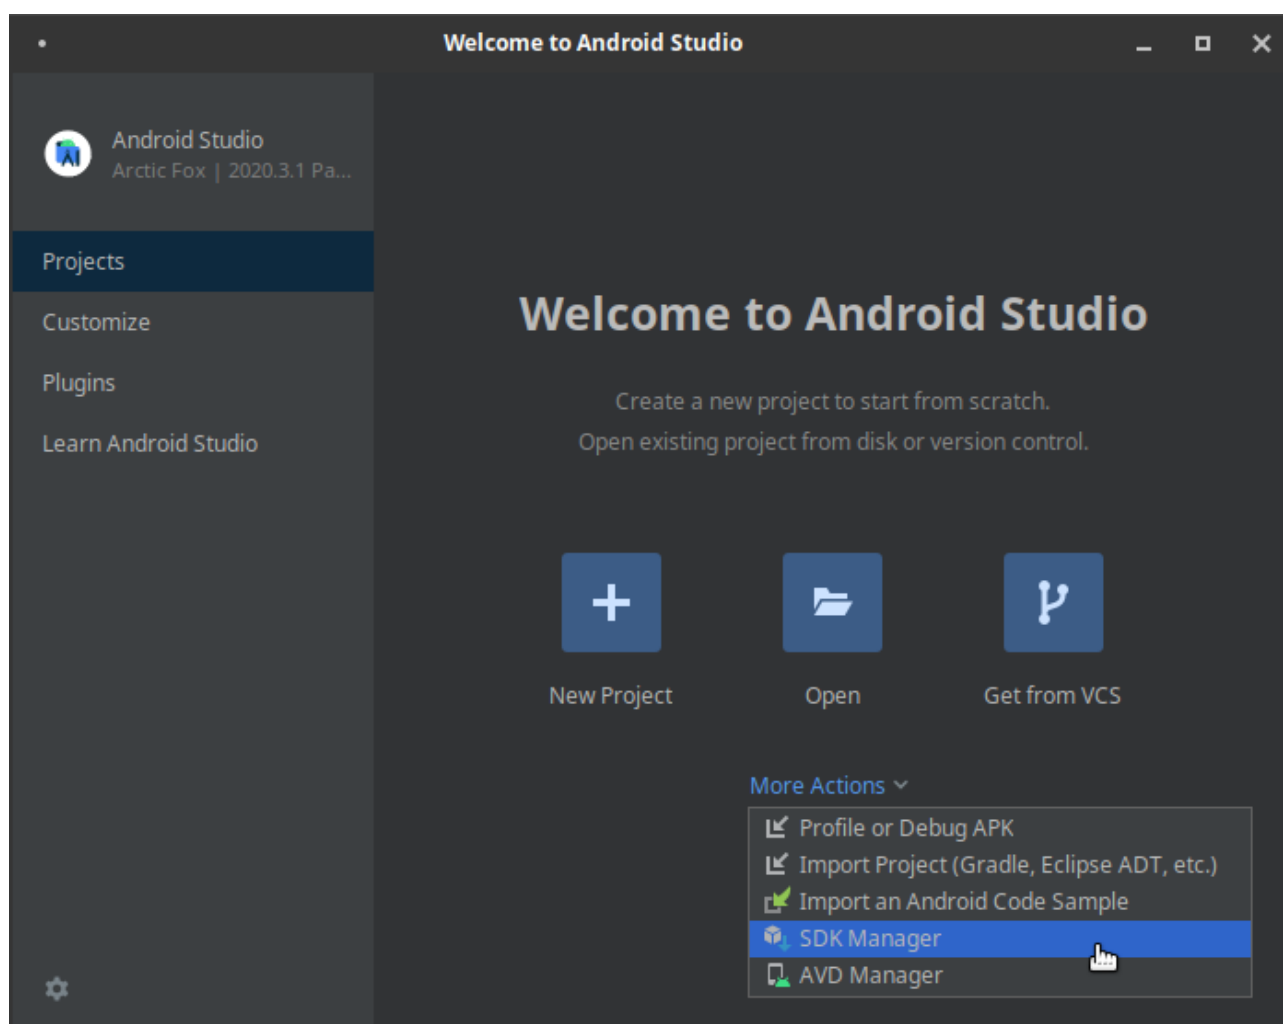 Welcome to Android Studio
Android Studio
Arctic Fox | 2020.3.1 Pa...
Projects
Customize
Plugins
Learn Android Studio
Welcome to Android Studio
Create a new project to start from scratch.
Open existing project from disk or version control.
New Project
Open
Get from VCS
More Actions
Profile or Debug APK
Import Project (Gradle, Eclipse ADT, etc.)
Import an Android Code Sample
SDK Manager
AVD Manager